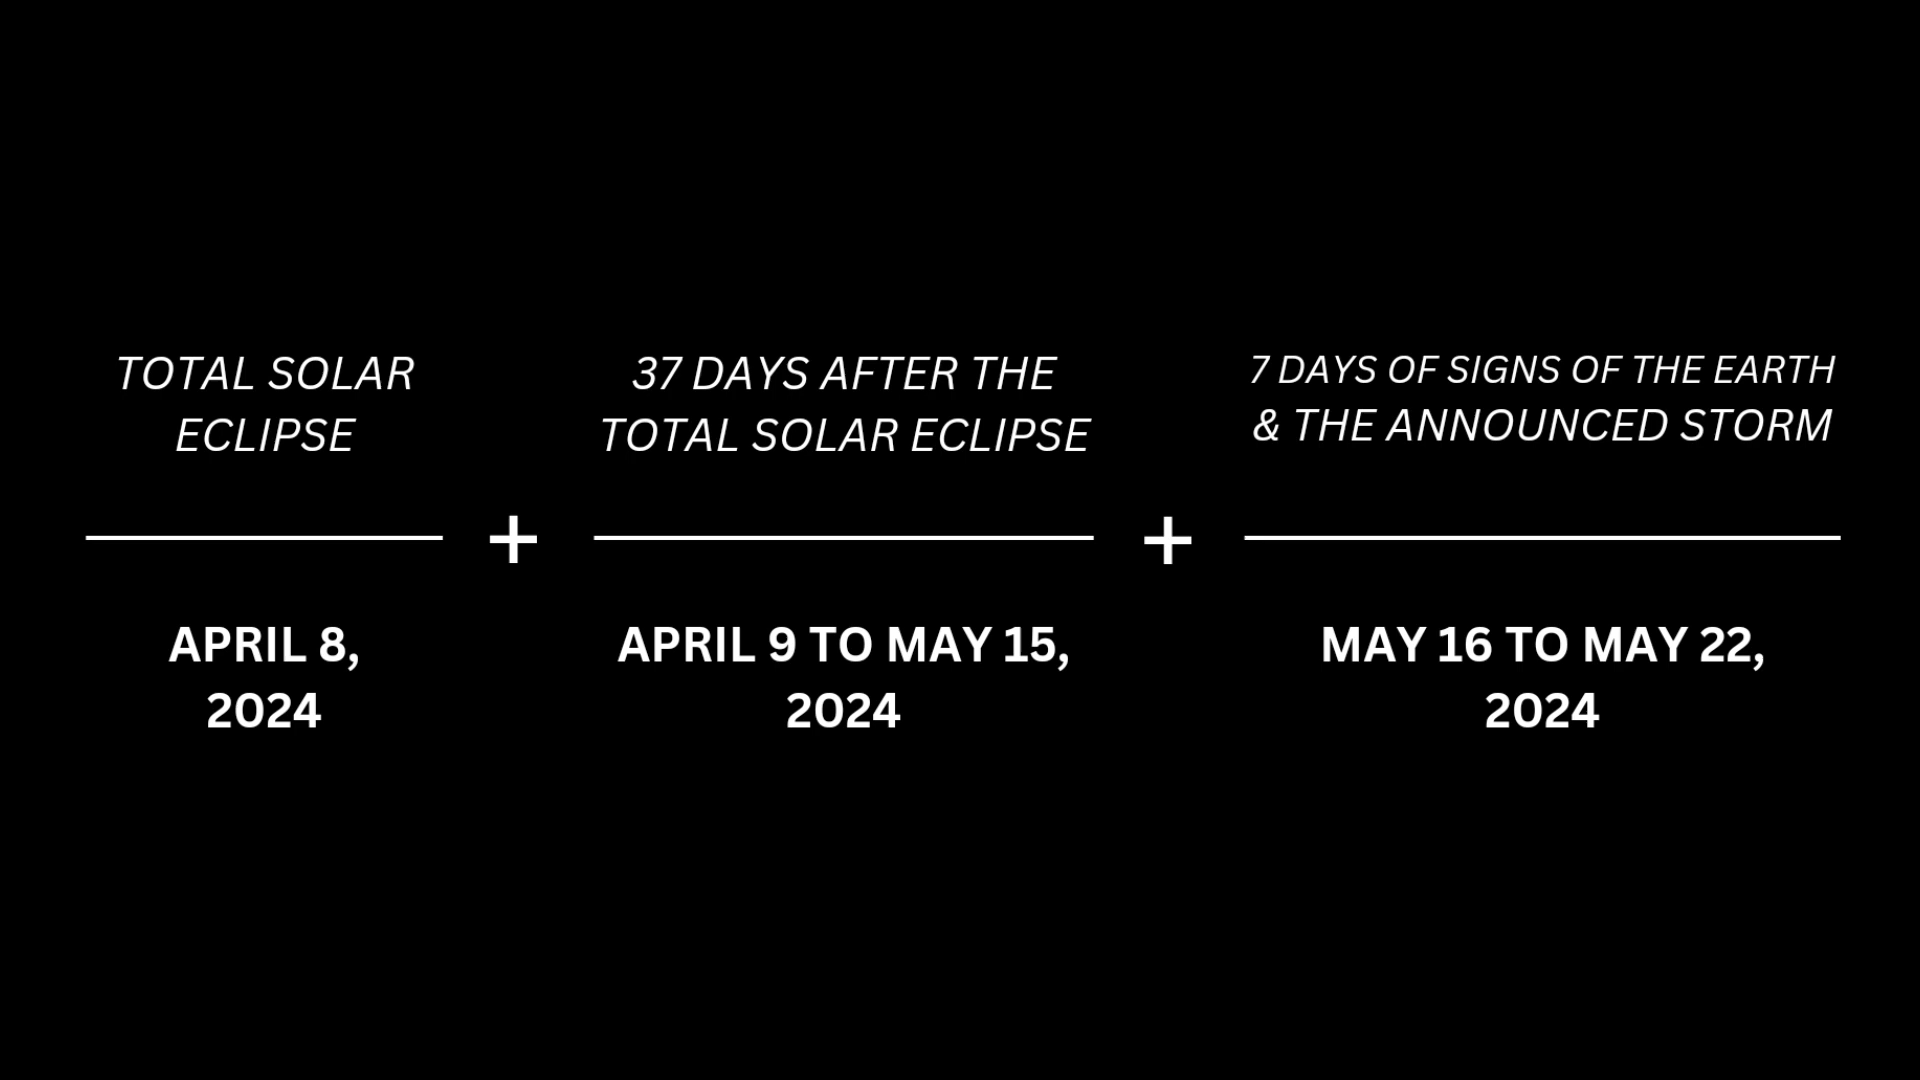 TOTAL SOLAR
ECLIPSE
APRIL 8,
2024
+
37 DAYS AFTER THE
TOTAL SOLAR ECLIPSE
APRIL 9 TO MAY 15,
2024
+
7 DAYS OF SIGNS OF THE EARTH
& THE ANNOUNCED STORM
MAY 16 TO MAY 22,
2024